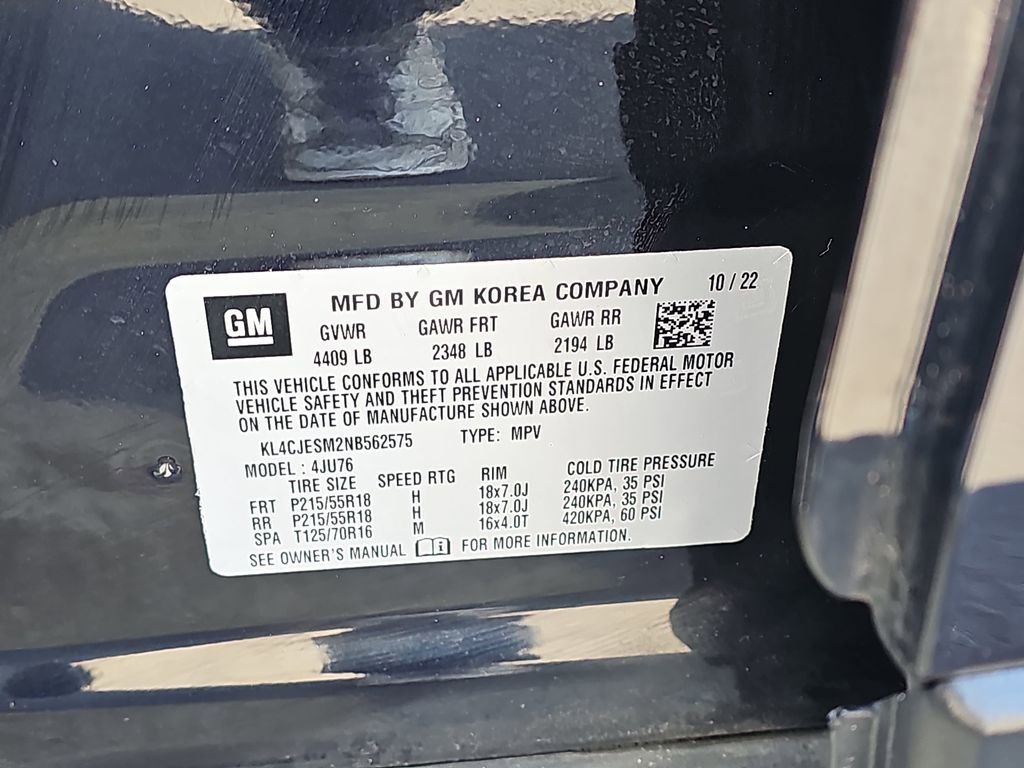 GM
MFD BY GM KOREA COMPANY 10 / 22
GVWR GAWR FRT GAWR RR
4409 LB 2348 LB 2194 LB
THIS VEHICLE CONFORMS TO ALL APPLICABLE U.S. FEDERAL MOTOR
VEHICLE SAFETY AND THEFT PREVENTION STANDARDS IN EFFECT
ON THE DATE OF MANUFACTURE SHOWN ABOVE.
KL4CJESM2NB562575 TYPE: MPV
MODEL : 4JU76
TIRE SIZE SPEED RTG RIM COLD TIRE PRESSURE
FRT P215/55R18 H 18x7.0J 240KPA, 35 PSI
RR P215/55R18 H 18x7.0J 240KPA, 35 PSI
SPA T125/70R16 M 16x4.0T 420KPA, 60 PSI
SEE OWNER'S MANUAL FOR MORE INFORMATION.